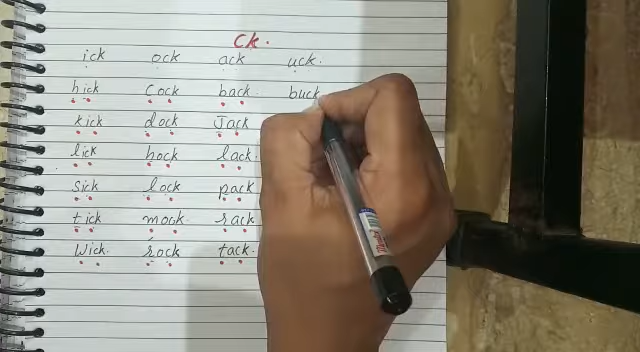 ck.
ick ock ack uck.
hick cock back. buck
kick dock Jack
lick hock lack.
sick lock pack
tick mock rack
Wick. rock tack.